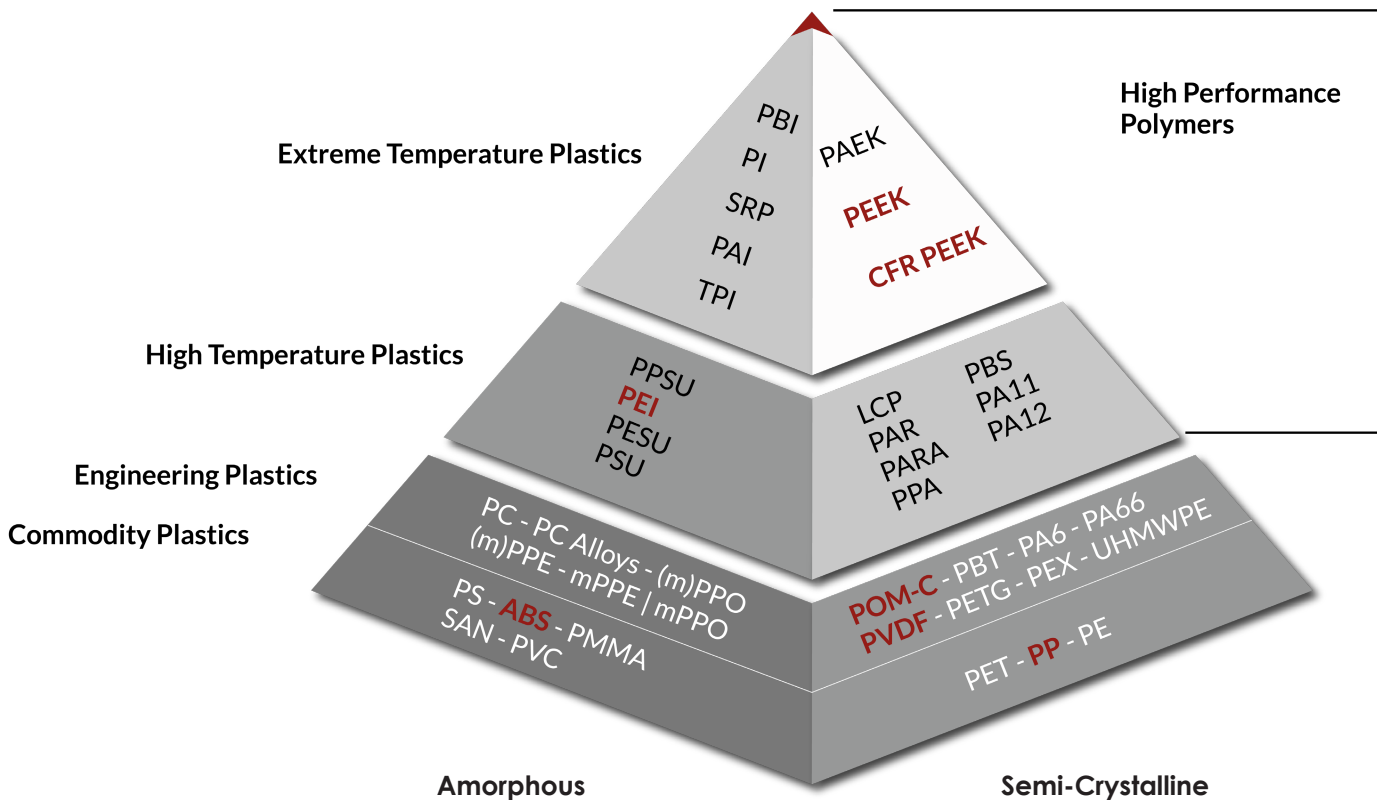 High Performance
Polymers
Extreme Temperature Plastics
PBI
PI
SRP
PAI
TPI
PAEK
PEEK
CFR PEEK
High Temperature Plastics
PPSU
PEI
PESU
PSU
LCP
PAR
PARA
PPA
PBS
PA11
PA12
Engineering Plastics
PC - PC Alloys - (m)PPO
(m)PPE - mPPE | mPPO
POM-C - PBT - PA6 - PA66
PVDF - PETG - PEX - UHMWPE
Commodity Plastics
PS - ABS - PMMA
SAN - PVC
PET - PP - PE
Amorphous
Semi-Crystalline